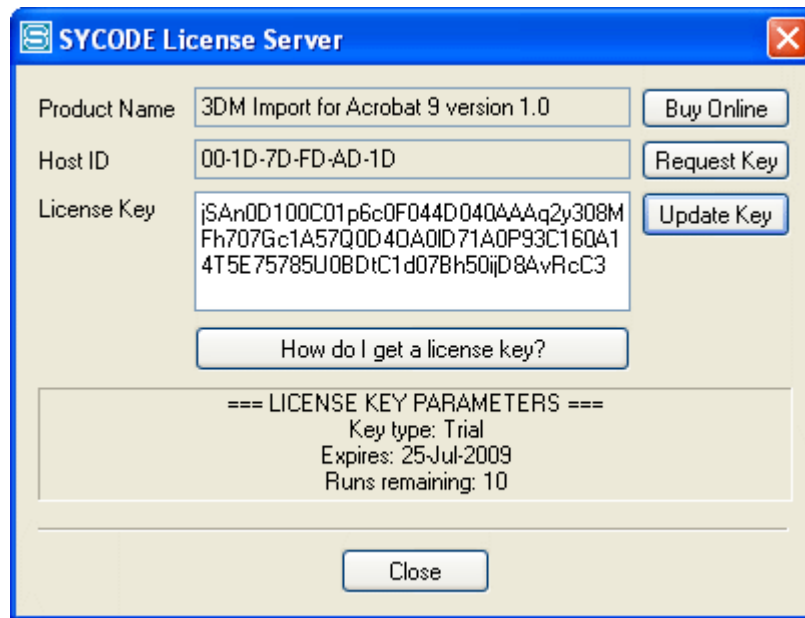 SYCODE License Server
Product Name 3DM Import for Acrobat 9 version 1.0 Buy Online
Host ID 00-1D-7D-FD-AD-1D Request Key
License Key jSAn0D100C01p6c0F044D040AAAq2y308M Update Key
Fh707Gc1A57Q0D4OA0ID71A0P93C160A1
4T5E75785U0BDtC1d07Bh50ijD8AvRcC3
How do I get a license key?
=== LICENSE KEY PARAMETERS ===
Key type: Trial
Expires: 25-Jul-2009
Runs remaining: 10
Close